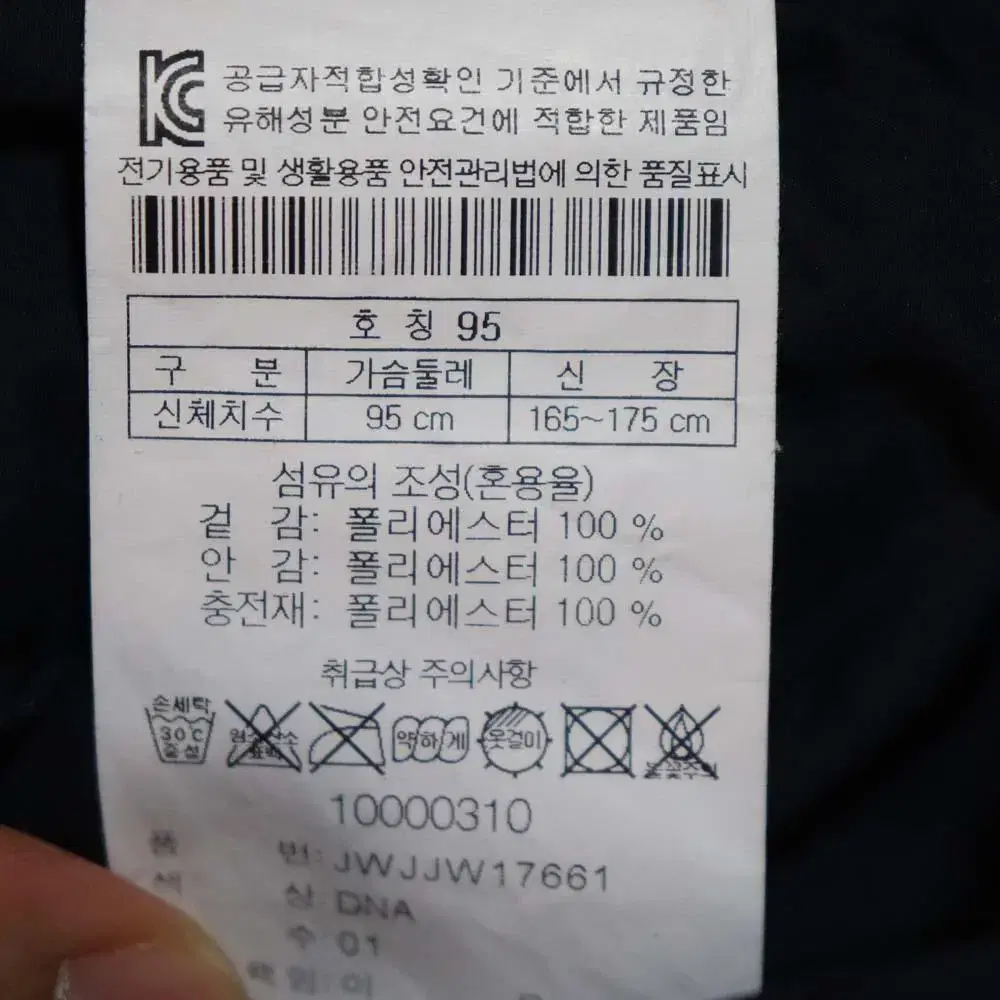 KC 공급자적합성확인 기준에서 규정한
유해성분 안전요건에 적합한 제품임
전기용품 및 생활용품 안전관리법에 의한 품질표시
호 칭 95
구 분 가슴둘레 신 장
신체치수 95 cm 165~175 cm
섬유의 조성(혼용율)
겉 감: 폴리에스터 100 %
안 감: 폴리에스터 100 %
충전재: 폴리에스터 100 %
취급상 주의사항
손세탁
30℃
중성
약하게
옷걸이
10000310
품 번: JWJJW17661
색 상: DNA
수: 01